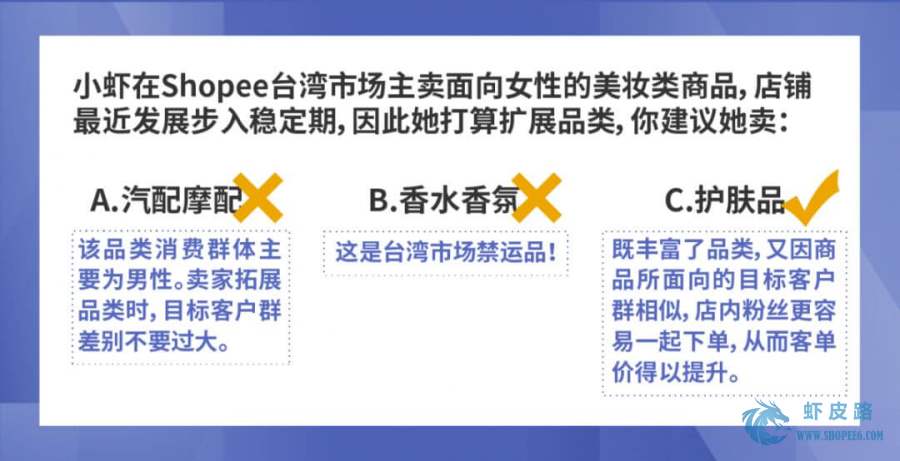 小虾在Shopee台湾市场主卖面向女性的美妆类商品,店铺
最近发展步入稳定期,因此她打算扩展品类,你建议她卖:
A.汽配摩配
B.香水香氛
C.护肤品
该品类消费群体主
要为男性。卖家拓展
品类时,目标客户群
差别不要过大。
这是台湾市场禁运品!
既丰富了品类,又因商
品所面向的目标客户
群相似,店内粉丝更容
易一起下单,从而客单
价得以提升。
虾皮路
WWW.SHOPEE6.COM